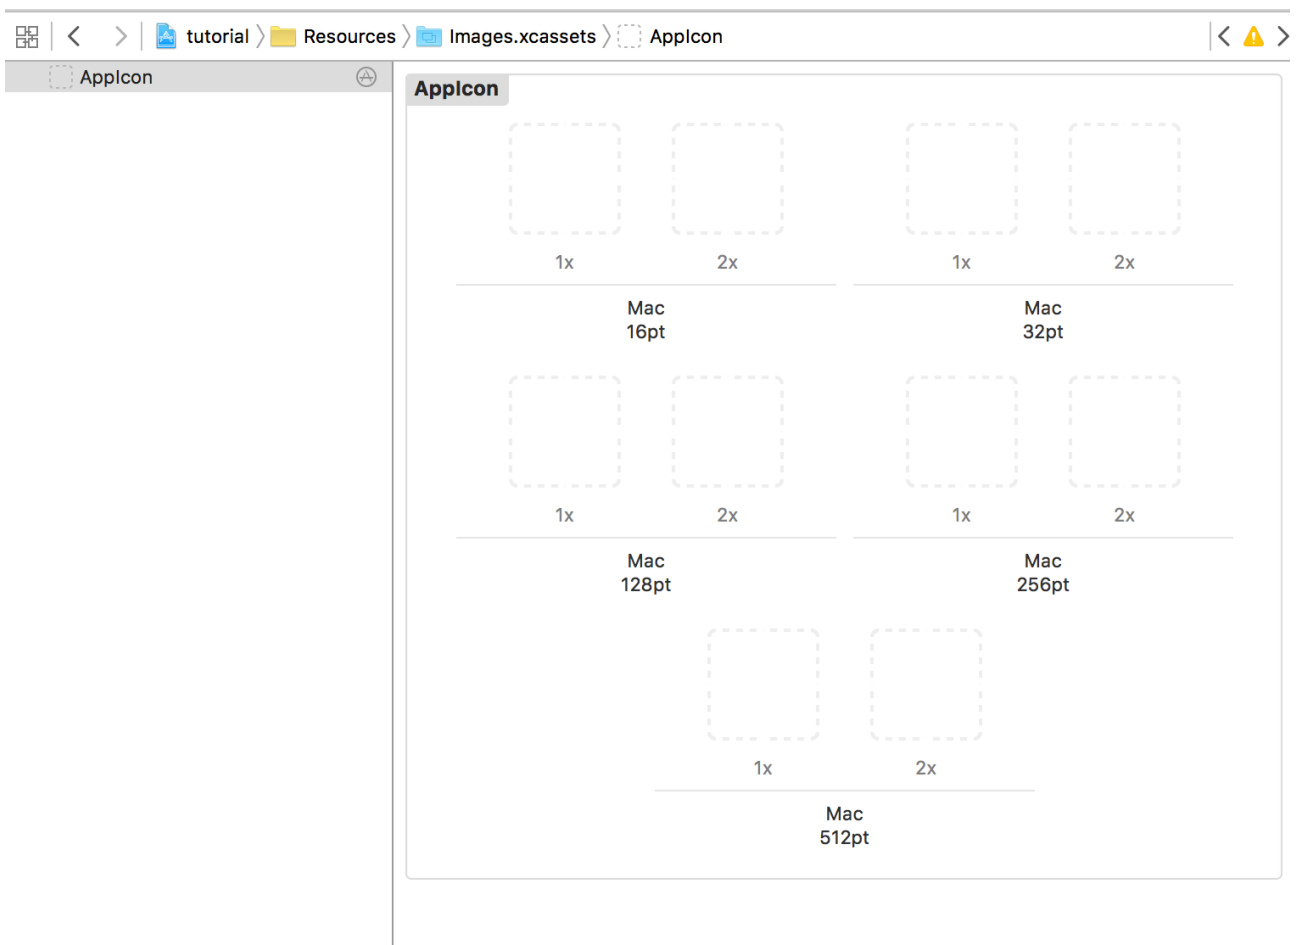 tutorial Resources Images.xcassets AppIcon
AppIcon
AppIcon
1x 2x 1x 2x
Mac Mac
16pt 32pt
1x 2x 1x 2x
Mac Mac
128pt 256pt
1x 2x
Mac
512pt